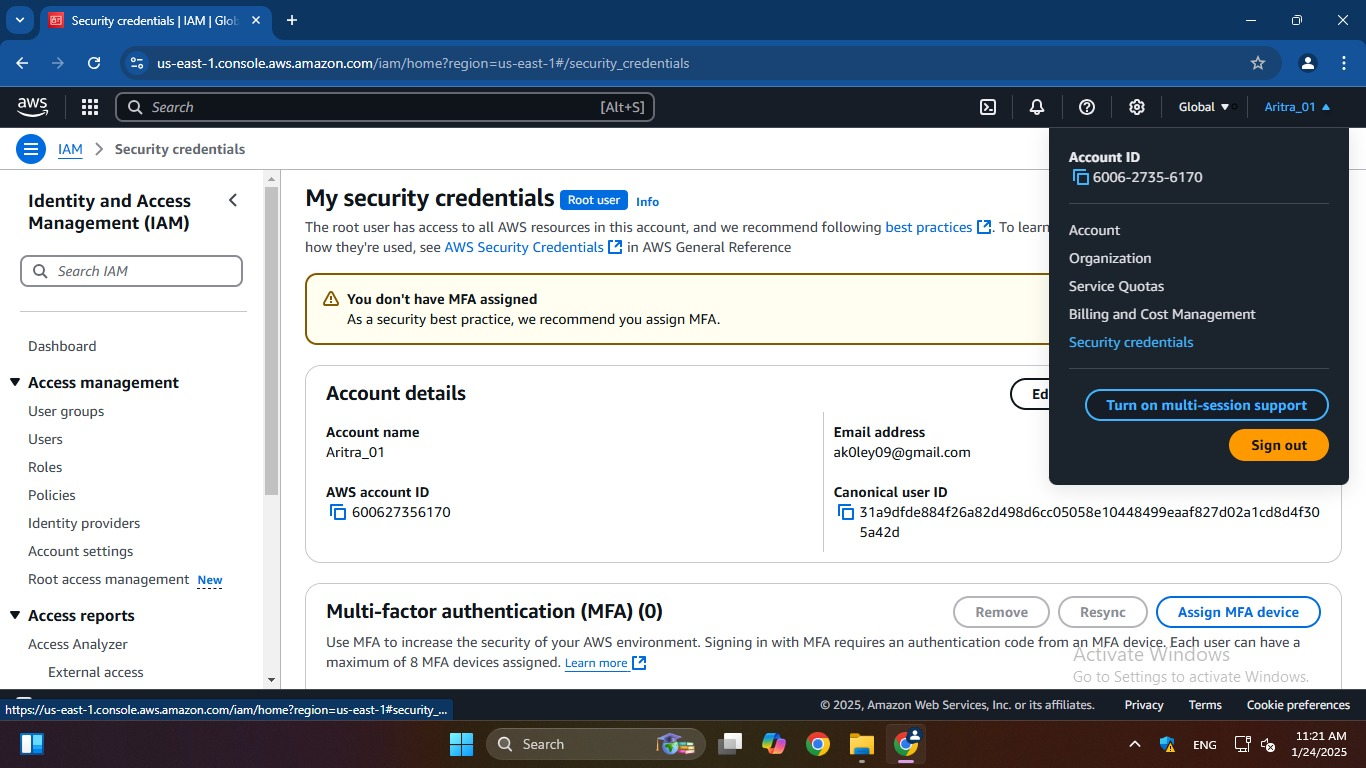 Security credentials | IAM | Glob
us-east-1.console.aws.amazon.com/iam/home?region=us-east-1#/security_credentials
aws
Search
[Alt+S]
Global
Aritra_01
IAM
Security credentials
Account ID
6006-2735-6170
Account
Organization
Service Quotas
Billing and Cost Management
Security credentials
Turn on multi-session support
Sign out
Identity and Access
Management (IAM)
Search IAM
Dashboard
Access management
User groups
Users
Roles
Policies
Identity providers
Account settings
Root access management New
Access reports
Access Analyzer
External access
My security credentials Root user Info
The root user has access to all AWS resources in this account, and we recommend following best practices. To learn
how they're used, see AWS Security Credentials in AWS General Reference
You don't have MFA assigned
As a security best practice, we recommend you assign MFA.
Account details
Ed
Account name
Aritra_01
Email address
ak0ley09@gmail.com
AWS account ID
600627356170
Canonical user ID
31a9dfde884f26a82d498d6cc05058e10448499eaaf827d02a1cd8d4f30
5a42d
Multi-factor authentication (MFA) (0)
Remove
Resync
Assign MFA device
Use MFA to increase the security of your AWS environment. Signing in with MFA requires an authentication code from an MFA device. Each user can have a
maximum of 8 MFA devices assigned. Learn more
Activate Windows
Go to Settings to activate Windows.
https://us-east-1.console.aws.amazon.com/iam/home?region=us-east-1#security_...
© 2025, Amazon Web Services, Inc. or its affiliates.
Privacy
Terms
Cookie preferences
Search
ENG
11:21 AM
1/24/2025